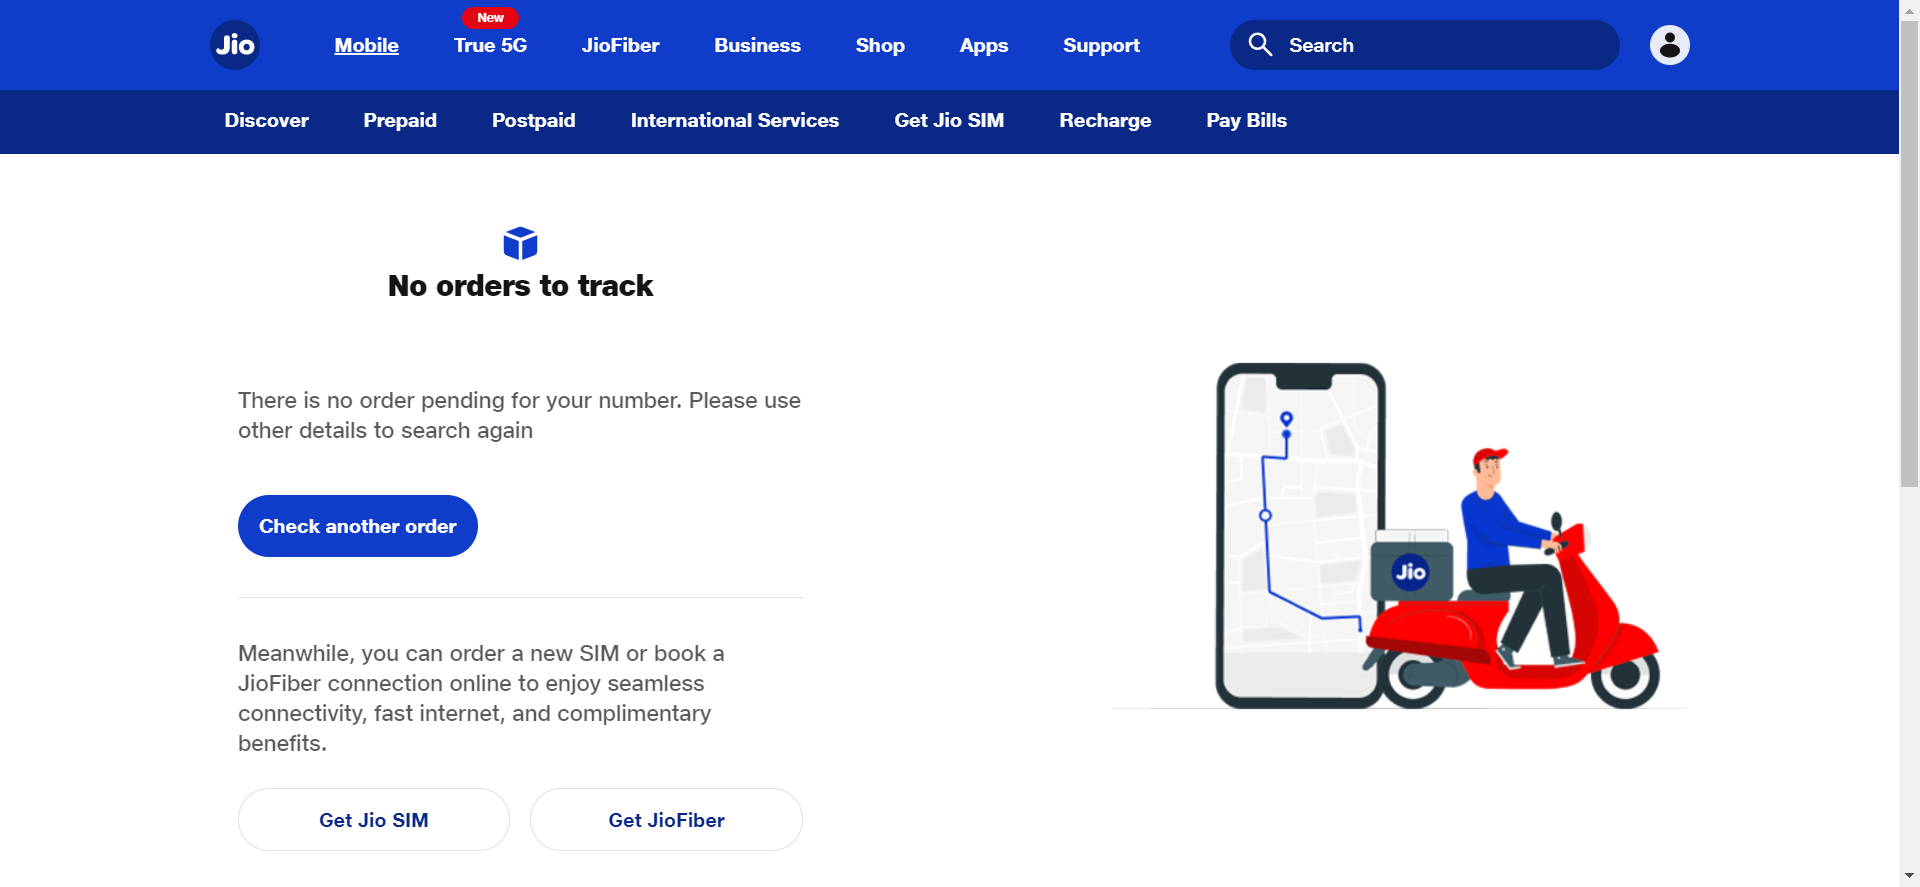 Jio
Mobile
New
True 5G
JioFiber
Business
Shop
Apps
Support
Search
Discover
Prepaid
Postpaid
International Services
Get Jio SIM
Recharge
Pay Bills
No orders to track
There is no order pending for your number. Please use
other details to search again
Check another order
Meanwhile, you can order a new SIM or book a
JioFiber connection online to enjoy seamless
connectivity, fast internet, and complimentary
benefits.
Get Jio SIM
Get JioFiber
Jio